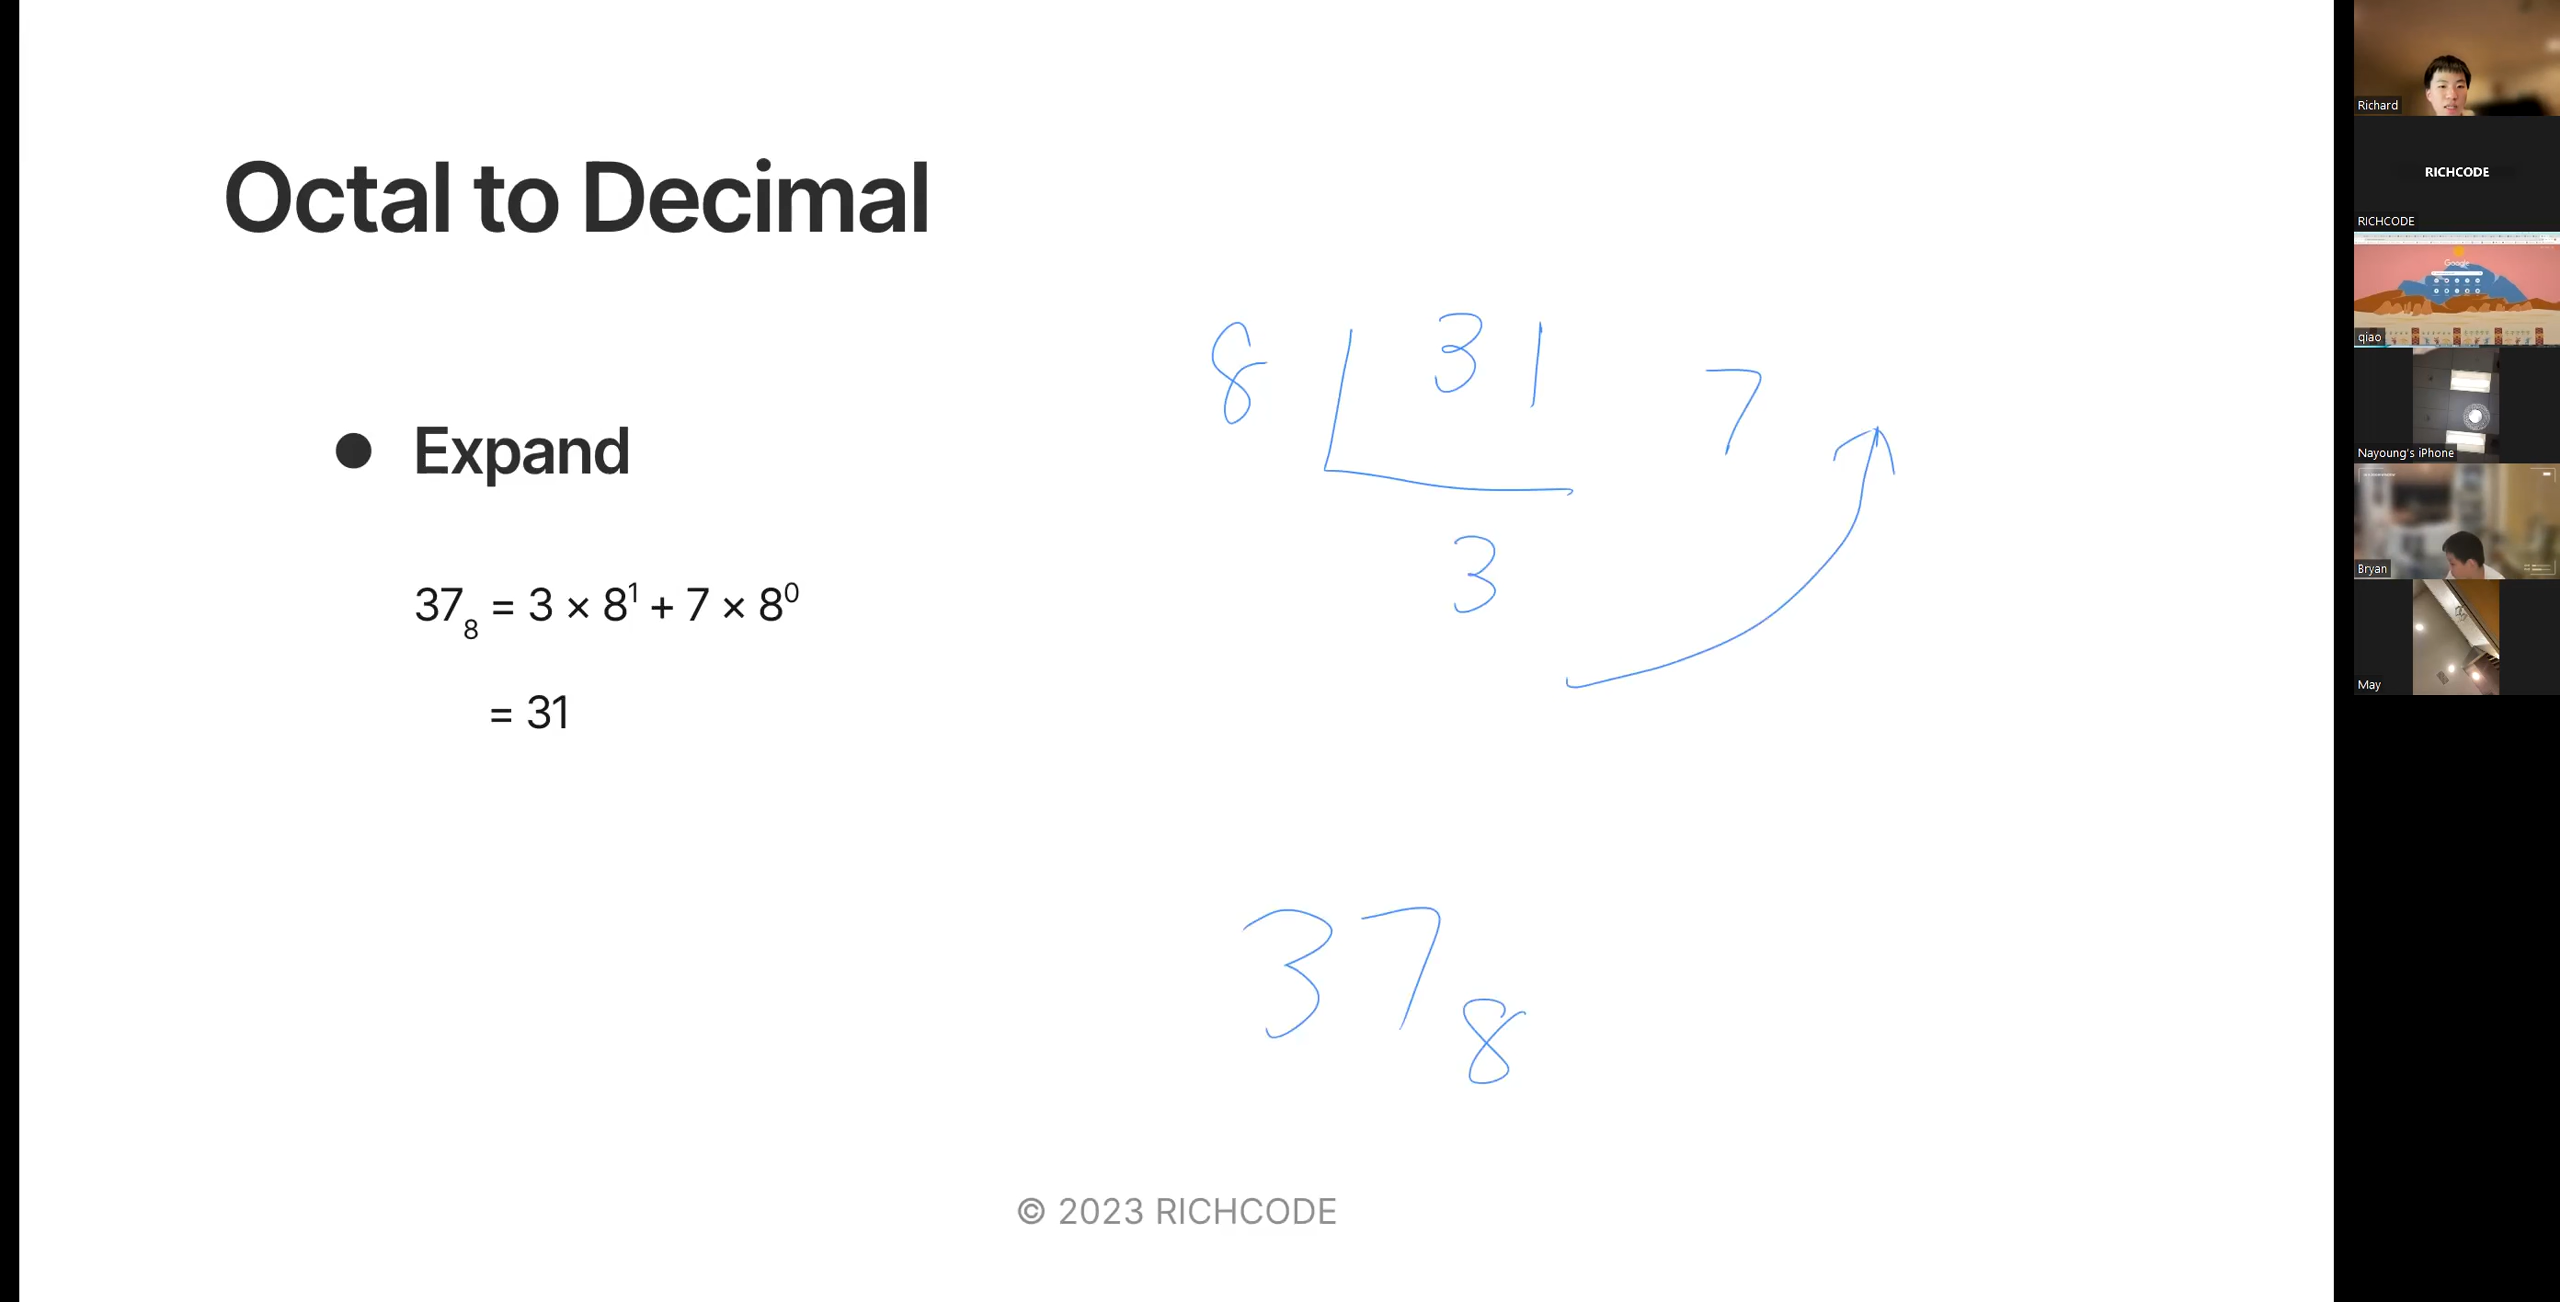 Octal to Decimal
● Expand
37₈ = 3 × 8¹ + 7 × 8⁰
= 31
8 31 7
3
37₈
© 2023 RICHCODE
Richard
RICHCODE
RICHCODE
Google
qiao
Nayoung's iPhone
Bryan
May